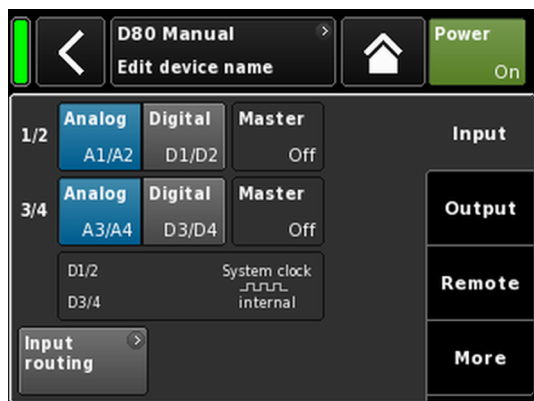 D80 Manual
Edit device name
Power
On
1/2
Analog
A1/A2
Digital
D1/D2
Master
Off
Input
3/4
Analog
A3/A4
Digital
D3/D4
Master
Off
Output
D1/2
D3/4
System clock
internal
Remote
Input
routing
More